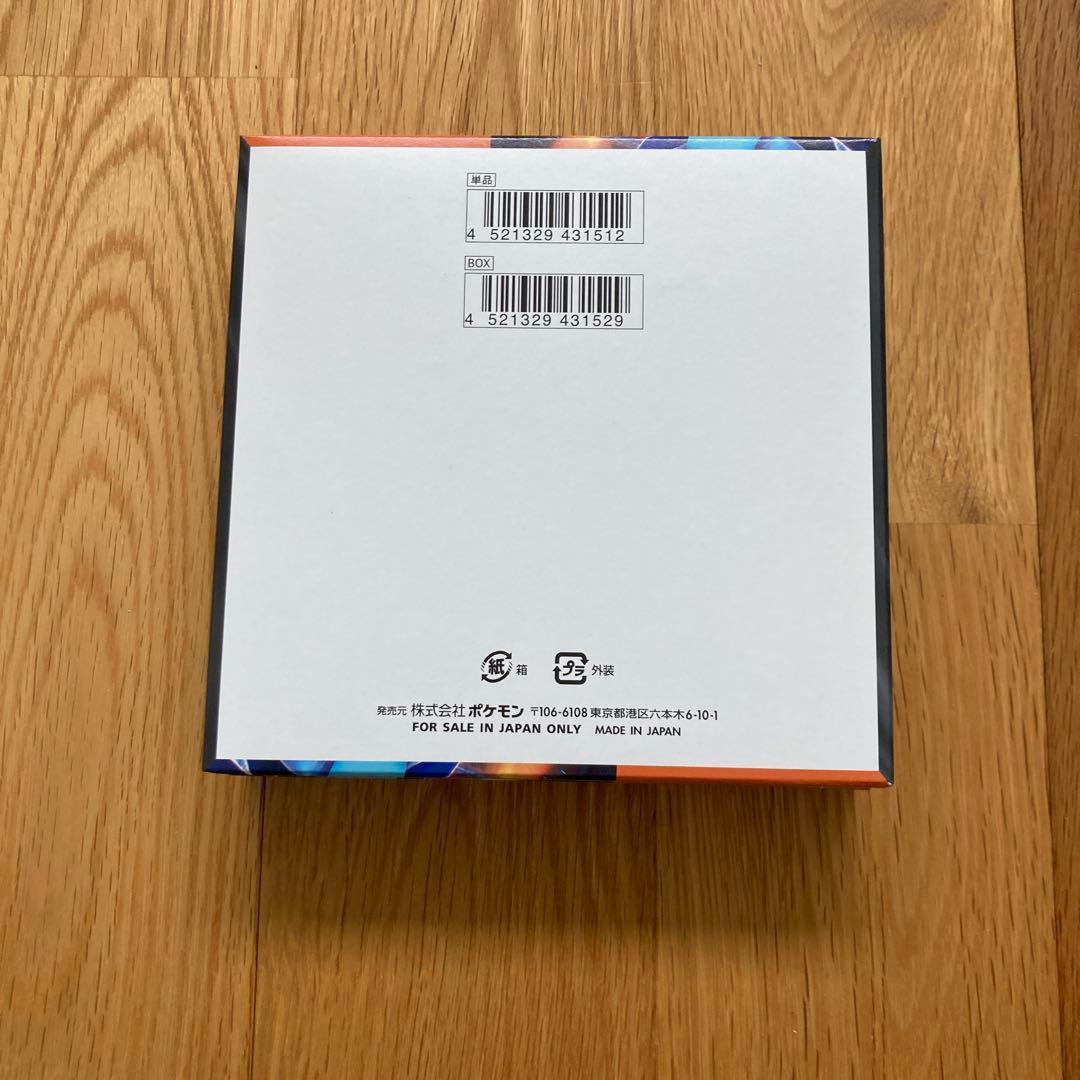 単品
4 521329 431512
BOX
4 521329 431529
紙 箱 プラ 外装
発売元 株式会社ポケモン 〒106-6108 東京都港区六本木6-10-1
FOR SALE IN JAPAN ONLY MADE IN JAPAN